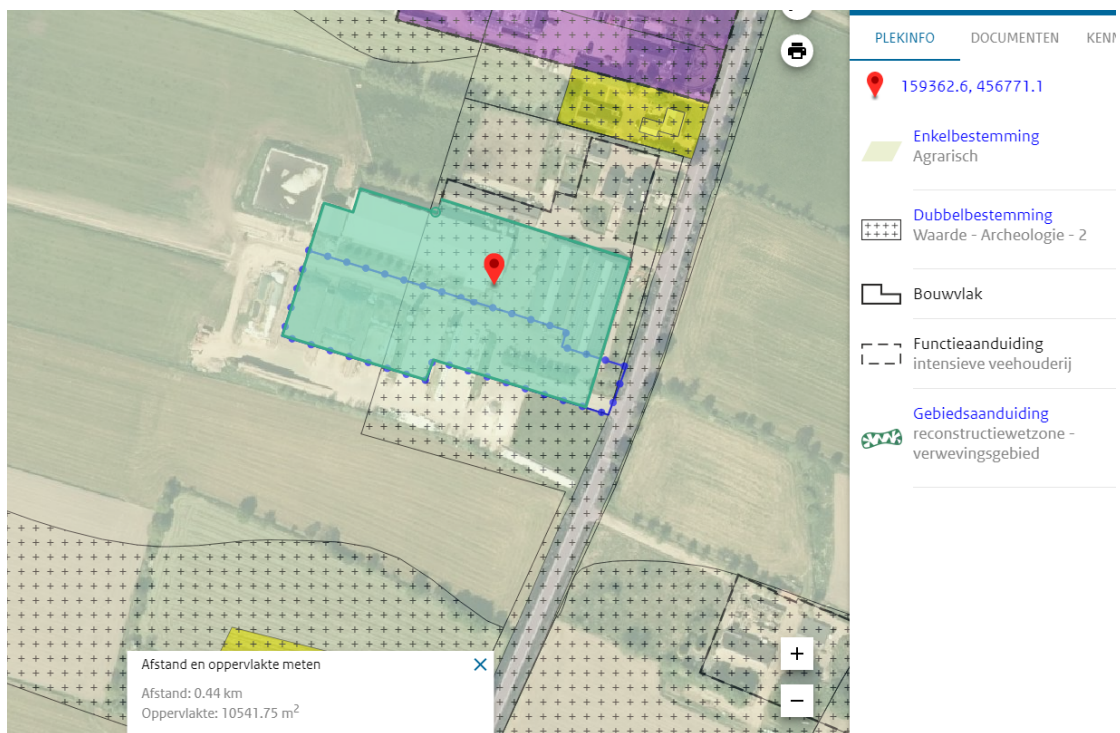 PLEKINFO DOCUMENTEN KENN
159362.6, 456771.1
Enkelbestemming
Agrarisch
Dubbelbestemming
Waarde - Archeologie - 2
Bouwvlak
Functieaanduiding
intensieve veehouderij
Gebiedsaanduiding
reconstructiewetzone -
verwevingsgebied
Afstand en oppervlakte meten
Afstand: 0.44 km
Oppervlakte: 10541.75 m²